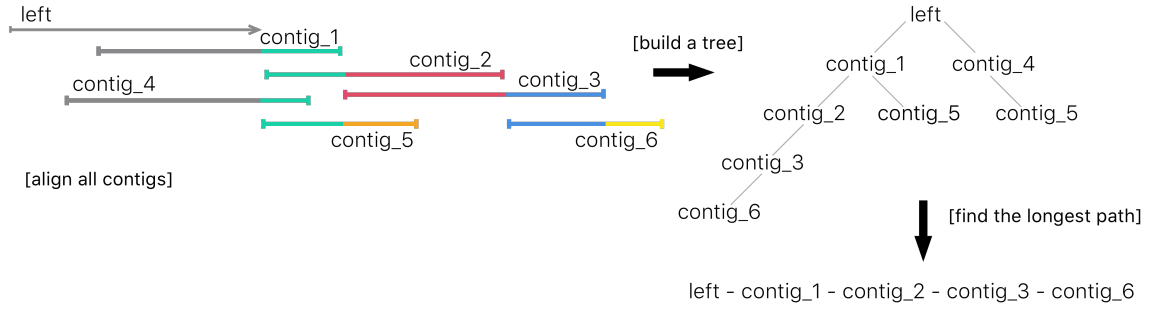 left
contig_1
contig_2
contig_3
contig_4
contig_5
contig_6
[align all contigs]
[build a tree]
left
contig_1
contig_4
contig_2
contig_5
contig_5
contig_3
contig_6
[find the longest path]
left - contig_1 - contig_2 - contig_3 - contig_6